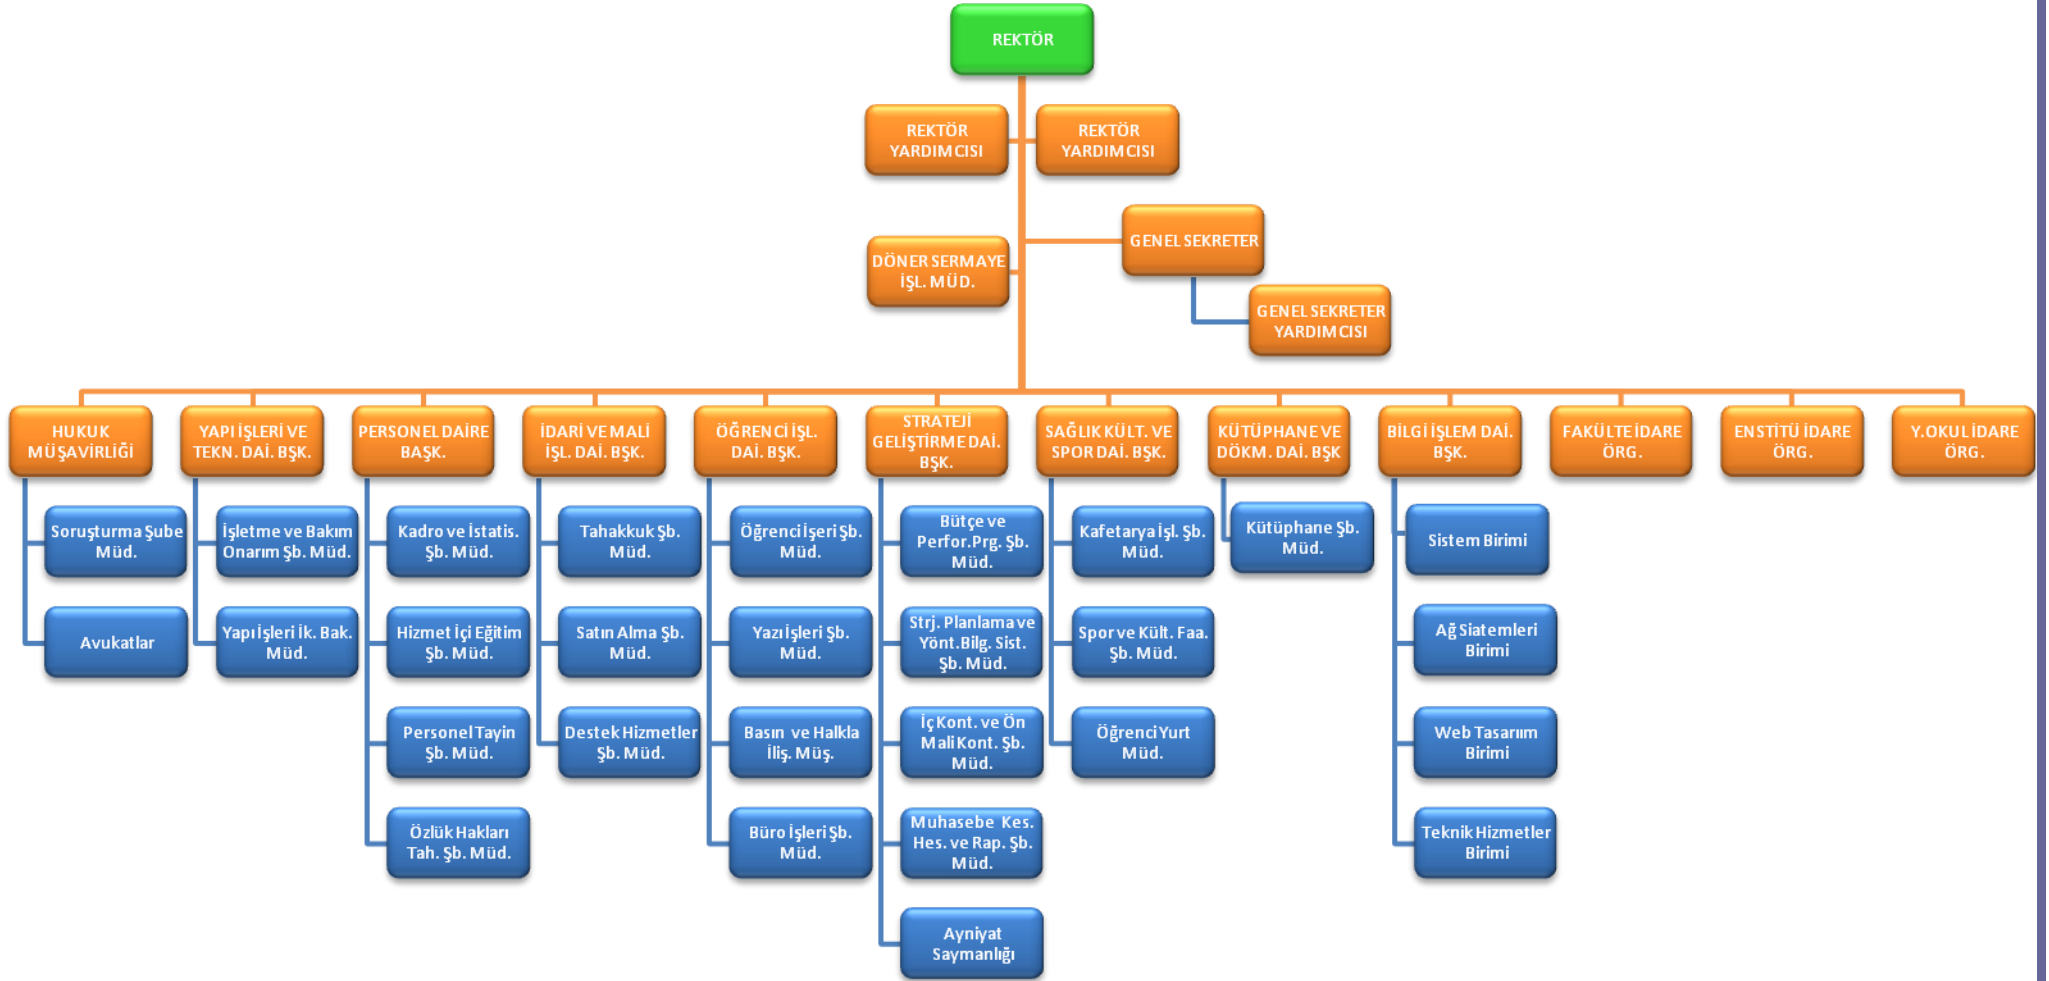 REKTÖR
REKTÖR
YARDIMCISI
REKTÖR
YARDIMCISI
GENEL SEKRETER
DÖNER SERMAYE
İŞL. MÜD.
GENEL SEKRETER
YARDIMCISI
HUKUK
MÜŞAVİRLİĞİ
YAPI İŞLERİ VE
TEKN. DAİ. BŞK.
PERSONEL DAİRE
BAŞK.
İDARİ VE MALİ
İŞL. DAİ. BŞK.
ÖĞRENCİ İŞL.
DAİ. BŞK.
STRATEJİ
GELİŞTİRME DAİ.
BŞK.
SAĞLIK KÜLT. VE
SPOR DAİ. BŞK.
KÜTÜPHANE VE
DÖKM. DAİ. BŞK
BİLGİ İŞLEM DAİ.
BŞK.
FAKÜLTE İDARE
ÖRG.
ENSTİTÜ İDARE
ÖRG.
Y.OKUL İDARE
ÖRG.
Soruşturma Şube
Müd.
İşletme ve Bakım
Onarım Şb. Müd.
Kadro ve İstatis.
Şb. Müd.
Tahakkuk Şb.
Müd.
Öğrenci İşeri Şb.
Müd.
Bütçe ve
Perfor.Prg. Şb.
Müd.
Kafetarya İşl. Şb.
Müd.
Kütüphane Şb.
Müd.
Sistem Birimi
Avukatlar
Yapı İşleri İk. Bak.
Müd.
Hizmet İçi Eğitim
Şb. Müd.
Satın Alma Şb.
Müd.
Yazı İşleri Şb.
Müd.
Strj. Planlama ve
Yönt.Bilg. Sist.
Şb. Müd.
Spor ve Kült. Faa.
Şb. Müd.
Ağ Siatemleri
Birimi
Personel Tayin
Şb. Müd.
Destek Hizmetler
Şb. Müd.
Basın ve Halkla
İliş. Müş.
İç Kont. ve Ön
Mali Kont. Şb.
Müd.
Öğrenci Yurt
Müd.
Web Tasarıım
Birimi
Özlük Hakları
Tah. Şb. Müd.
Büro İşleri Şb.
Müd.
Muhasebe Kes.
Hes. ve Rap. Şb.
Müd.
Teknik Hizmetler
Birimi
Ayniyat
Saymanlığı